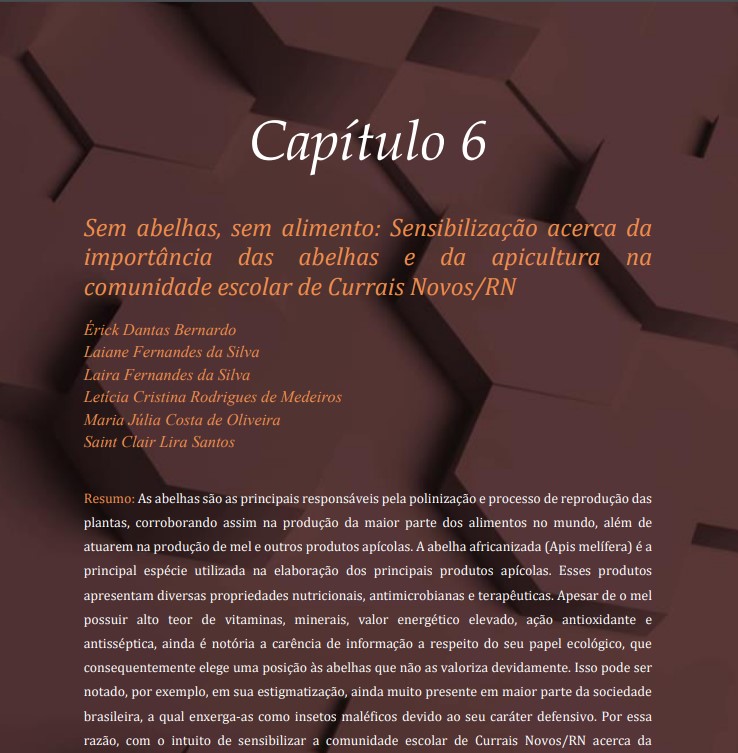 Capítulo 6
Sem abelhas, sem alimento: Sensibilização acerca da
importância das abelhas e da apicultura na
comunidade escolar de Currais Novos/RN
Érick Dantas Bernardo
Laiane Fernandes da Silva
Laira Fernandes da Silva
Letícia Cristina Rodrigues de Medeiros
Maria Júlia Costa de Oliveira
Saint Clair Lira Santos
Resumo: As abelhas são as principais responsáveis pela polinização e processo de reprodução das
plantas, corroborando assim na produção da maior parte dos alimentos no mundo, além de
atuarem na produção de mel e outros produtos apícolas. A abelha africanizada (Apis melífera) é a
principal espécie utilizada na elaboração dos principais produtos apícolas. Esses produtos
apresentam diversas propriedades nutricionais, antimicrobianas e terapêuticas. Apesar de o mel
possuir alto teor de vitaminas, minerais, valor energético elevado, ação antioxidante e
antisséptica, ainda é notória a carência de informação a respeito do seu papel ecológico, que
consequentemente elege uma posição às abelhas que não as valoriza devidamente. Isso pode ser
notado, por exemplo, em sua estigmatização, ainda muito presente em maior parte da sociedade
brasileira, a qual enxerga-as como insetos maléficos devido ao seu caráter defensivo. Por essa
razão, com o intuito de sensibilizar a comunidade escolar de Currais Novos/RN acerca da